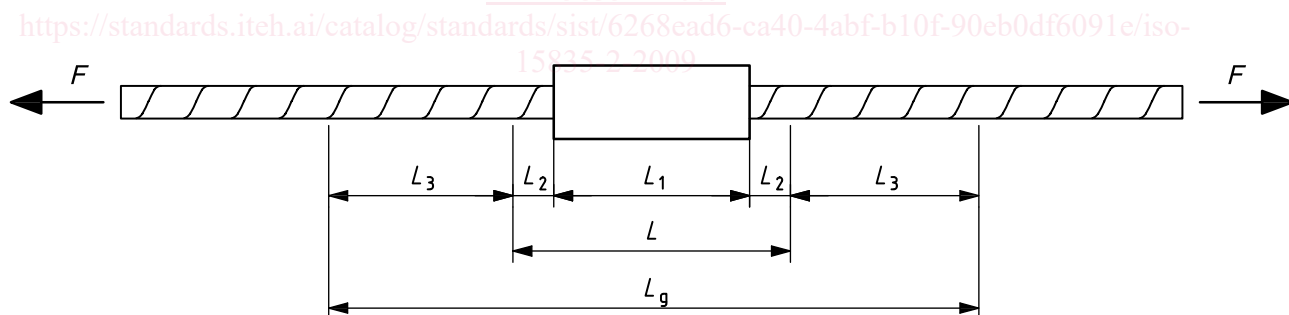 https://standards.iteh.ai/catalog/standards/sist/6268ead6-ca40-4abf-b10f-90eb0df6091e/iso-
15835-2-2009
F F
L3 L2 L1 L2 L3
L
Lg